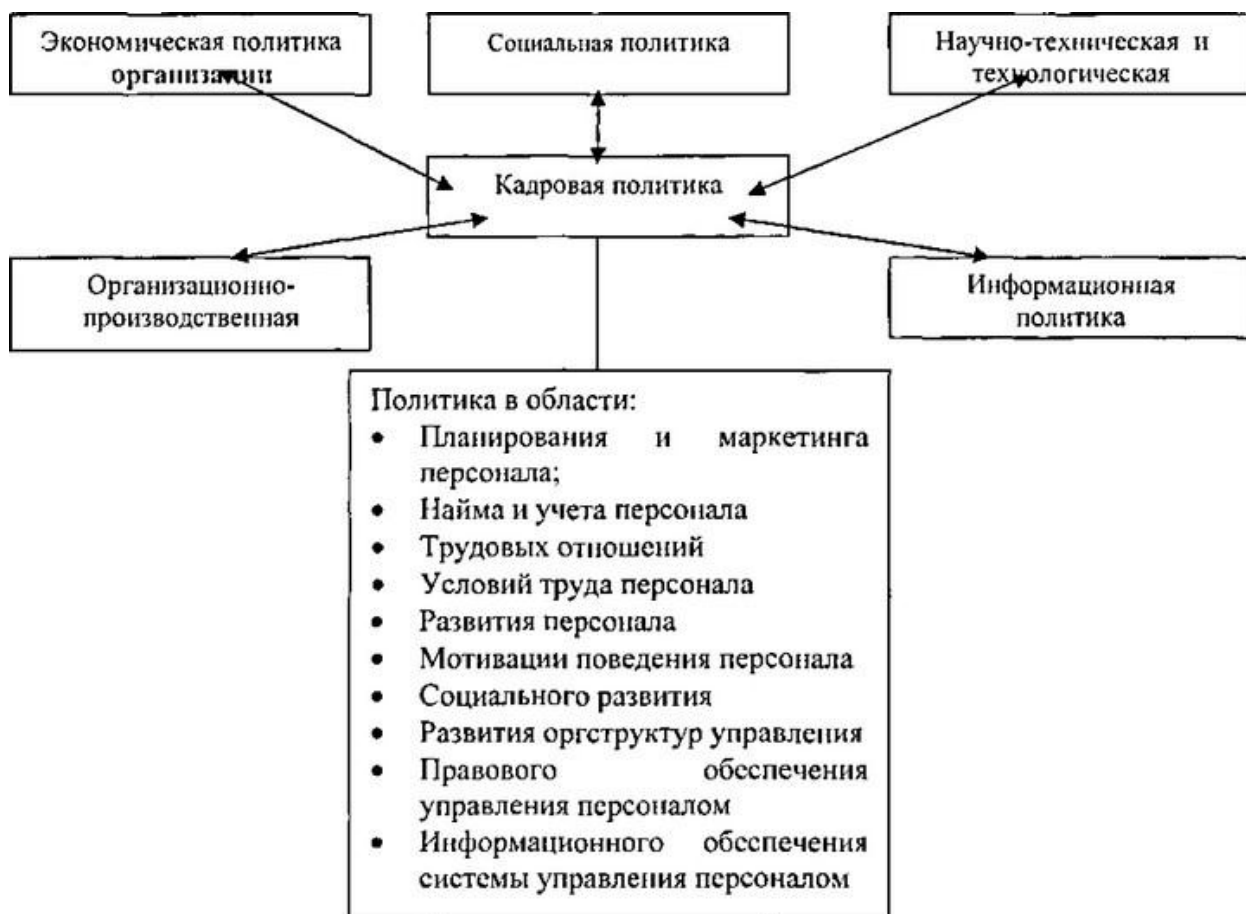 Экономическая политика
организации
Социальная политика
Научно-техническая и
технологическая
Кадровая политика
Организационно-
производственная
Информационная
политика
Политика в области:
• Планирования и маркетинга
персонала;
• Найма и учета персонала
• Трудовых отношений
• Условий труда персонала
• Развития персонала
• Мотивации поведения персонала
• Социального развития
• Развития оргструктур управления
• Правового обеспечения
управления персоналом
• Информационного обеспечения
системы управления персоналом